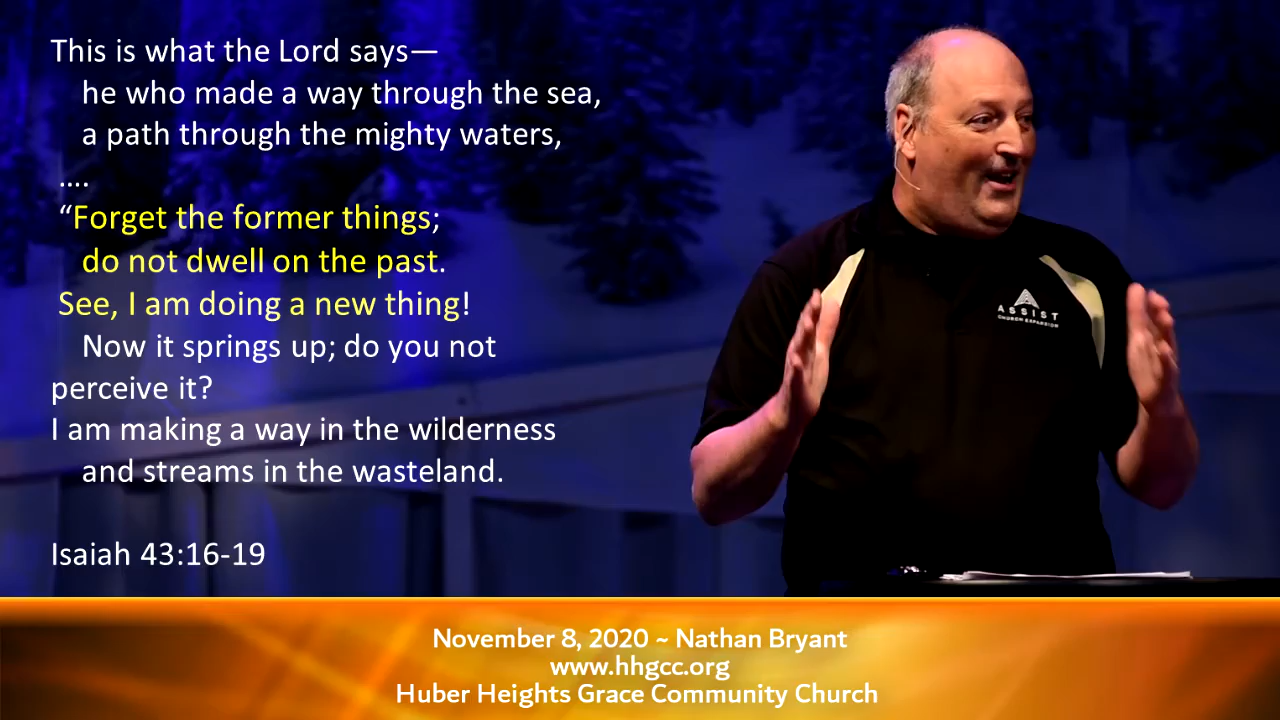 This is what the Lord says—
he who made a way through the sea,
a path through the mighty waters,
....
“Forget the former things;
do not dwell on the past.
See, I am doing a new thing!
Now it springs up; do you not
perceive it?
I am making a way in the wilderness
and streams in the wasteland.
Isaiah 43:16-19
ASSIST
CHURCH EXPANSION
November 8, 2020 ~ Nathan Bryant
www.hhgcc.org
Huber Heights Grace Community Church